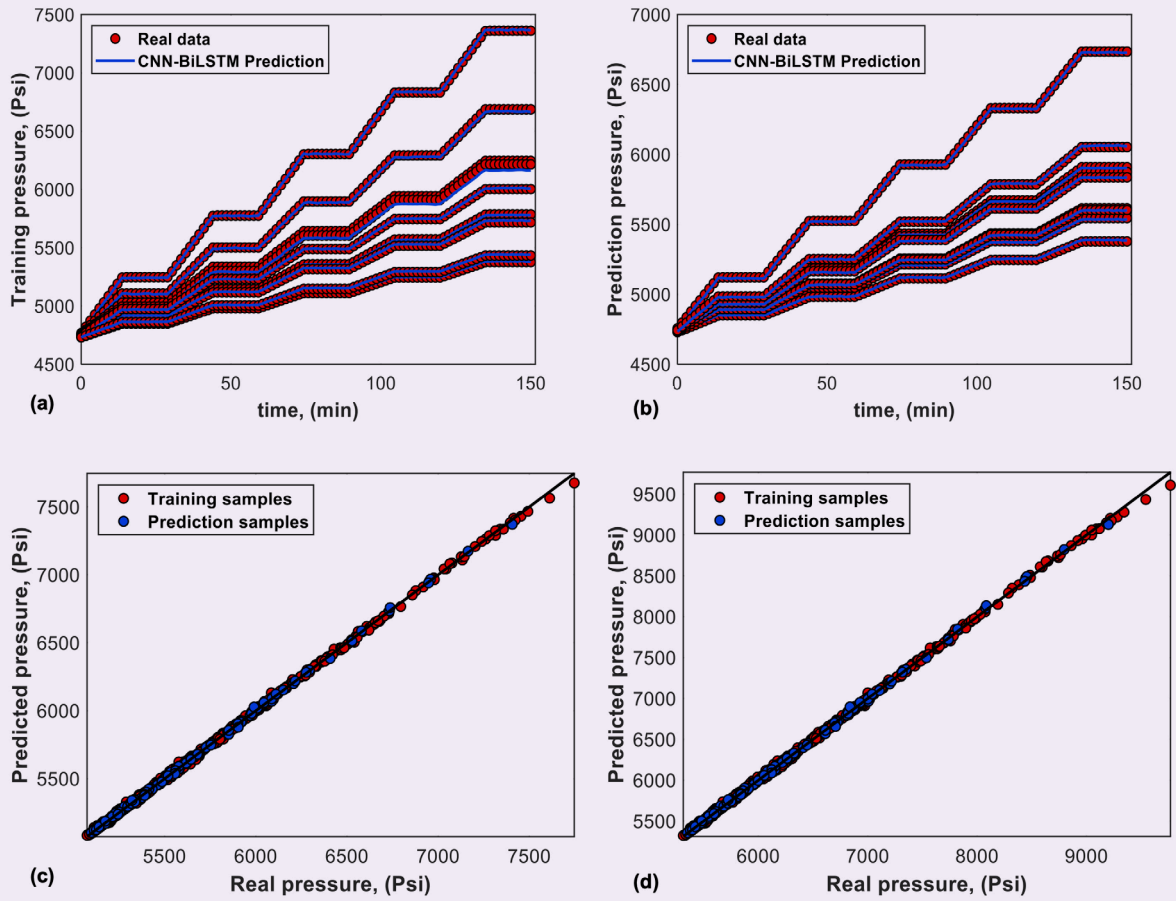 7500
7000
6500
6000
5500
5000
4500
Training pressure, (Psi)
Real data
CNN-BiLSTM Prediction
0
50
100
150
time, (min)
(a)
7000
6500
6000
5500
5000
4500
Prediction pressure, (Psi)
Real data
CNN-BiLSTM Prediction
0
50
100
150
time, (min)
(b)
7500
7000
6500
6000
5500
Predicted pressure, (Psi)
Training samples
Prediction samples
5500
6000
6500
7000
7500
Real pressure, (Psi)
(c)
9500
9000
8500
8000
7500
7000
6500
6000
5500
Predicted pressure, (Psi)
Training samples
Prediction samples
6000
7000
8000
9000
Real pressure, (Psi)
(d)